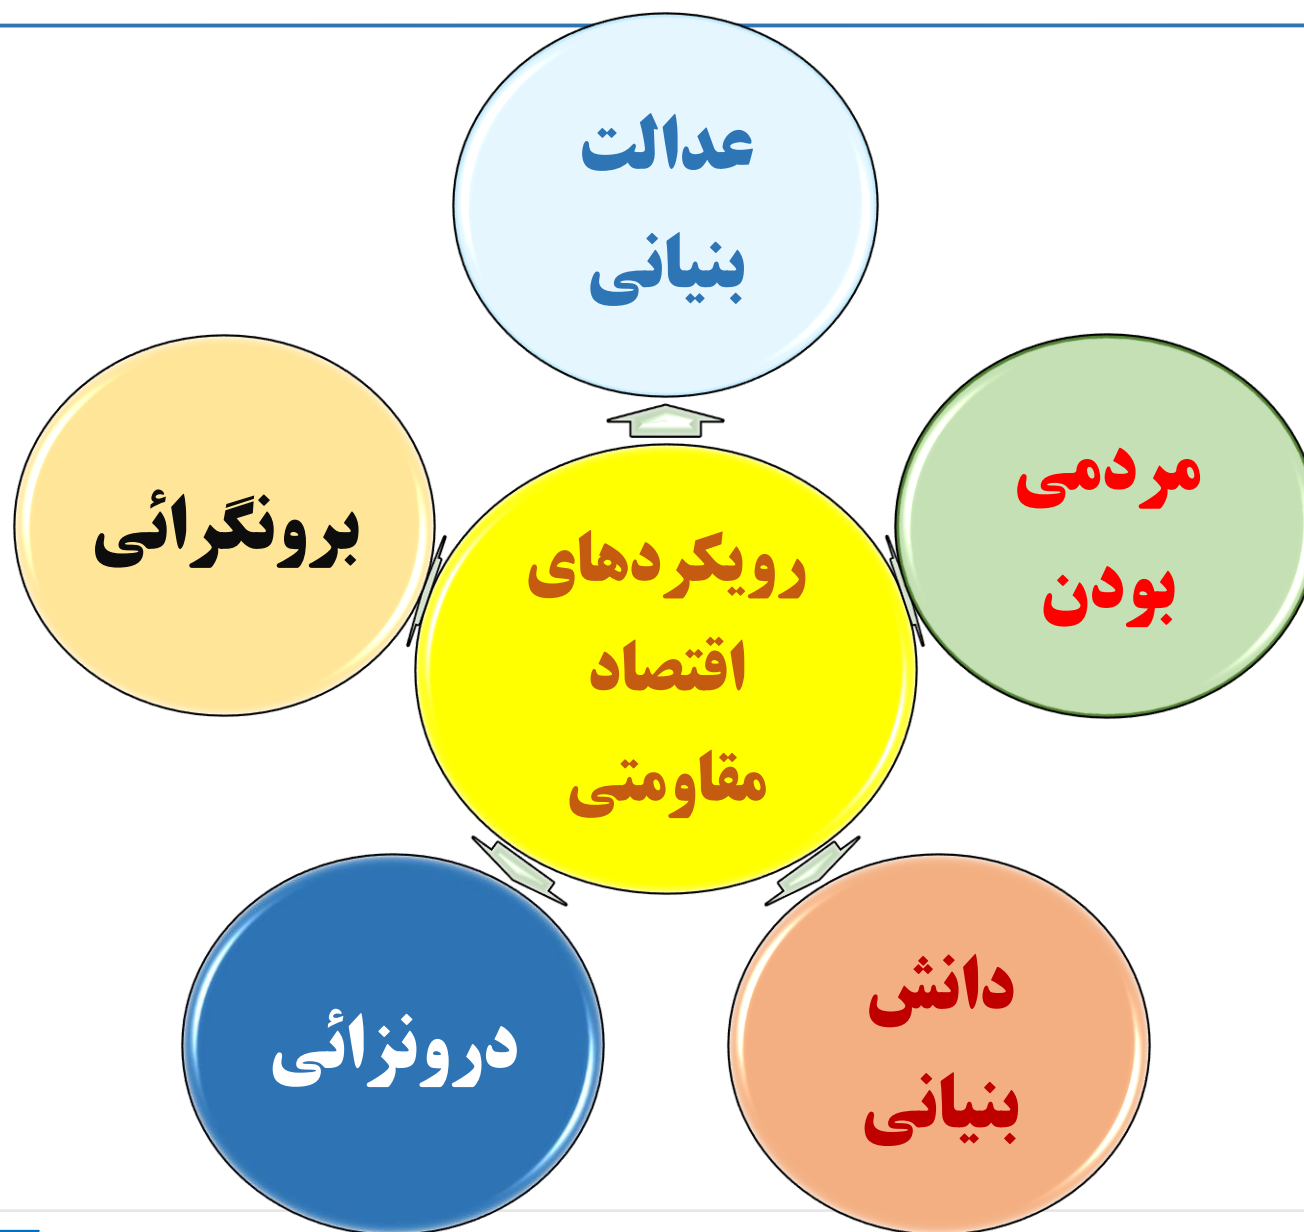 عدالت
بنیانی
مردمی
بودن
برونگرائی
رویکردهای
اقتصاد
مقاومتی
درونزائی
دانش
بنیانی